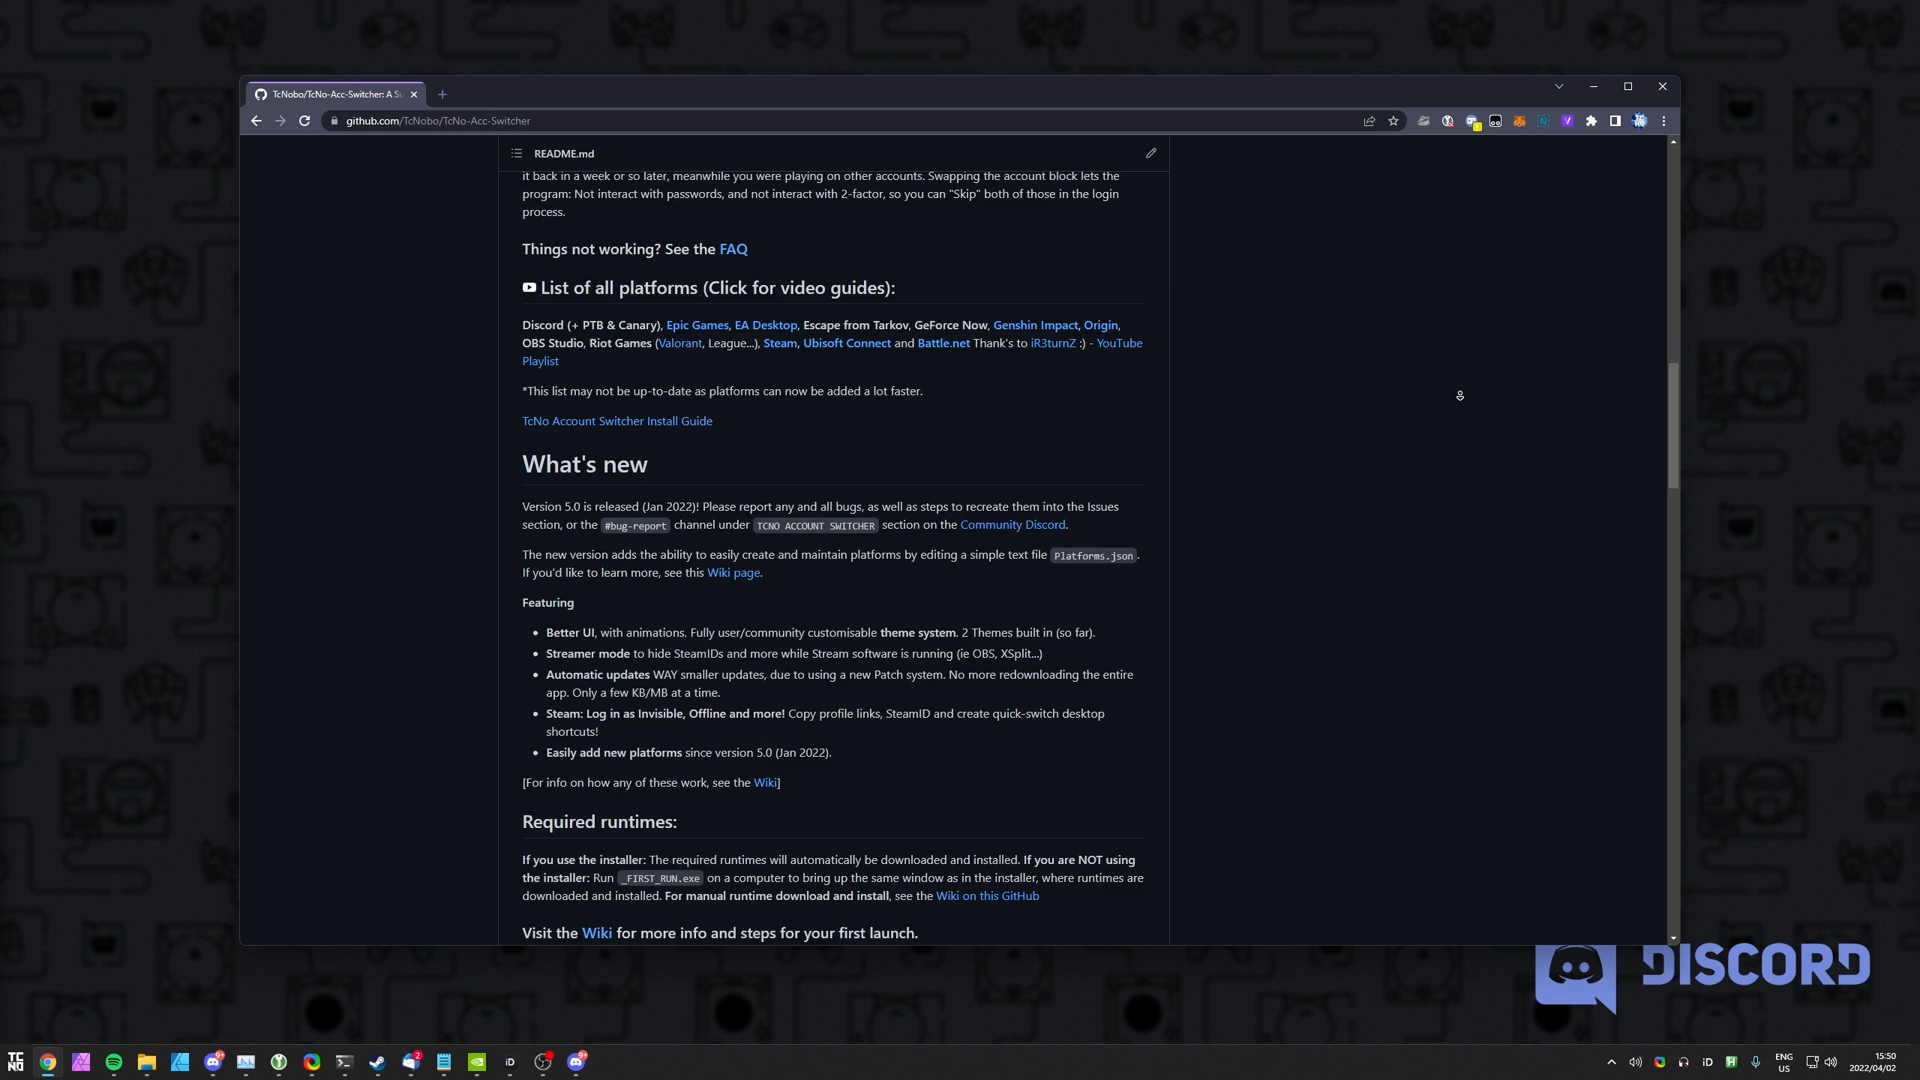 TcNobo/TcNo-Acc-Switcher: A Su
github.com/TcNobo/TcNo-Acc-Switcher
README.md
it back in a week or so later, meanwhile you were playing on other accounts. Swapping the account block lets the
program: Not interact with passwords, and not interact with 2-factor, so you can "Skip" both of those in the login
process.
Things not working? See the FAQ
List of all platforms (Click for video guides):
Discord (+ PTB & Canary), Epic Games, EA Desktop, Escape from Tarkov, GeForce Now, Genshin Impact, Origin,
OBS Studio, Riot Games (Valorant, League...), Steam, Ubisoft Connect and Battle.net Thank's to iR3turnZ :) - YouTube
Playlist
*This list may not be up-to-date as platforms can now be added a lot faster.
TcNo Account Switcher Install Guide
What's new
Version 5.0 is released (Jan 2022)! Please report any and all bugs, as well as steps to recreate them into the Issues
section, or the #bug-report channel under TCNO ACCOUNT SWITCHER section on the Community Discord.
The new version adds the ability to easily create and maintain platforms by editing a simple text file Platforms.json.
If you'd like to learn more, see this Wiki page.
Featuring
• Better UI, with animations. Fully user/community customisable theme system. 2 Themes built in (so far).
• Streamer mode to hide SteamIDs and more while Stream software is running (ie OBS, XSplit...)
• Automatic updates WAY smaller updates, due to using a new Patch system. No more redownloading the entire
app. Only a few KB/MB at a time.
• Steam: Log in as Invisible, Offline and more! Copy profile links, SteamID and create quick-switch desktop
shortcuts!
• Easily add new platforms since version 5.0 (Jan 2022).
[For info on how any of these work, see the Wiki]
Required runtimes:
If you use the installer: The required runtimes will automatically be downloaded and installed. If you are NOT using
the installer: Run _FIRST_RUN.exe on a computer to bring up the same window as in the installer, where runtimes are
downloaded and installed. For manual runtime download and install, see the Wiki on this GitHub
Visit the Wiki for more info and steps for your first launch.
DISCORD
TC
NO
iD
iD
ENG
US
15:50
2022/04/02